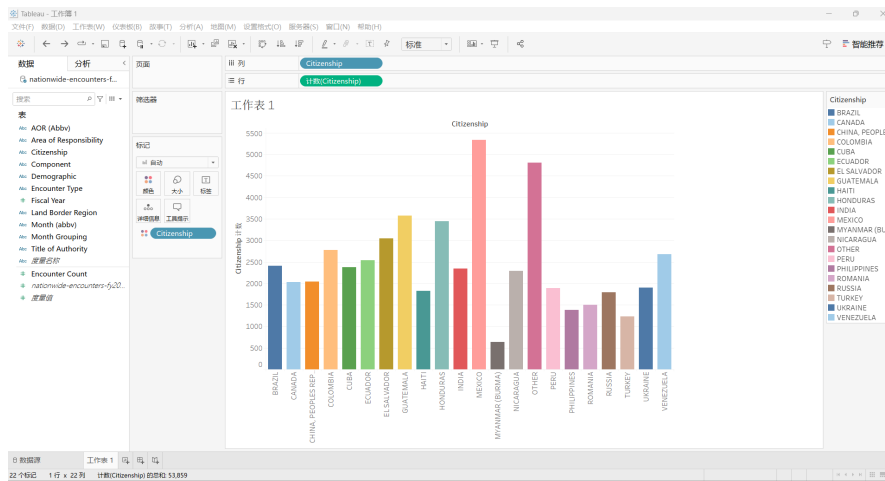 Tableau - 工作簿 1
文件(F) 数据(D) 工作表(W) 仪表板(B) 故事(T) 分析(A) 地图(M) 设置格式(O) 服务器(S) 窗口(N) 帮助(H)
标准
智能推荐
数据 分析
nationwide-encounters-f...
搜索
表
AOR (Abbv)
Area of Responsibility
Citizenship
Component
Demographic
Encounter Type
Fiscal Year
Land Border Region
Month (abbv)
Month Grouping
Title of Authority
度量名称
Encounter Count
nationwide-encounters-fy20...
度量值
页面
筛选器
标记
自动
颜色 大小 标签
详细信息 工具提示
Citizenship
列 Citizenship
行 计数(Citizenship)
工作表 1
Citizenship
Citizenship 计数
5500
5000
4500
4000
3500
3000
2500
2000
1500
1000
500
0
BRAZIL
CANADA
CHINA, PEOPLES REP..
COLOMBIA
CUBA
ECUADOR
EL SALVADOR
GUATEMALA
HAITI
HONDURAS
INDIA
MEXICO
MYANMAR (BURMA)
NICARAGUA
OTHER
PERU
PHILIPPINES
ROMANIA
RUSSIA
TURKEY
UKRAINE
VENEZUELA
Citizenship
BRAZIL
CANADA
CHINA, PEOPLE
COLOMBIA
CUBA
ECUADOR
EL SALVADOR
GUATEMALA
HAITI
HONDURAS
INDIA
MEXICO
MYANMAR (BU
NICARAGUA
OTHER
PERU
PHILIPPINES
ROMANIA
RUSSIA
TURKEY
UKRAINE
VENEZUELA
数据源 工作表 1
22 个标记 1 行 x 22 列 计数(Citizenship) 的总和: 53,859